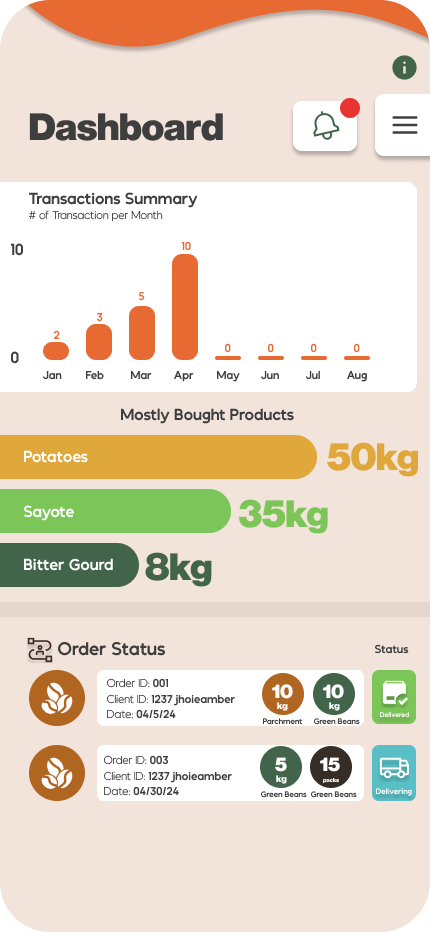 Dashboard
Transactions Summary
# of Transaction per Month
10
0
2
3
5
10
0
0
0
0
Jan
Feb
Mar
Apr
May
Jun
Jul
Aug
Mostly Bought Products
Potatoes
50kg
Sayote
35kg
Bitter Gourd
8kg
Order Status
Status
Order ID: 001
Client ID: 1237 jhoieamber
Date: 04/5/24
10
kg
Parchment
10
kg
Green Beans
Delivered
Order ID: 003
Client ID: 1237 jhoieamber
Date: 04/30/24
5
kg
Green Beans
15
packs
Green Beans
Delivering